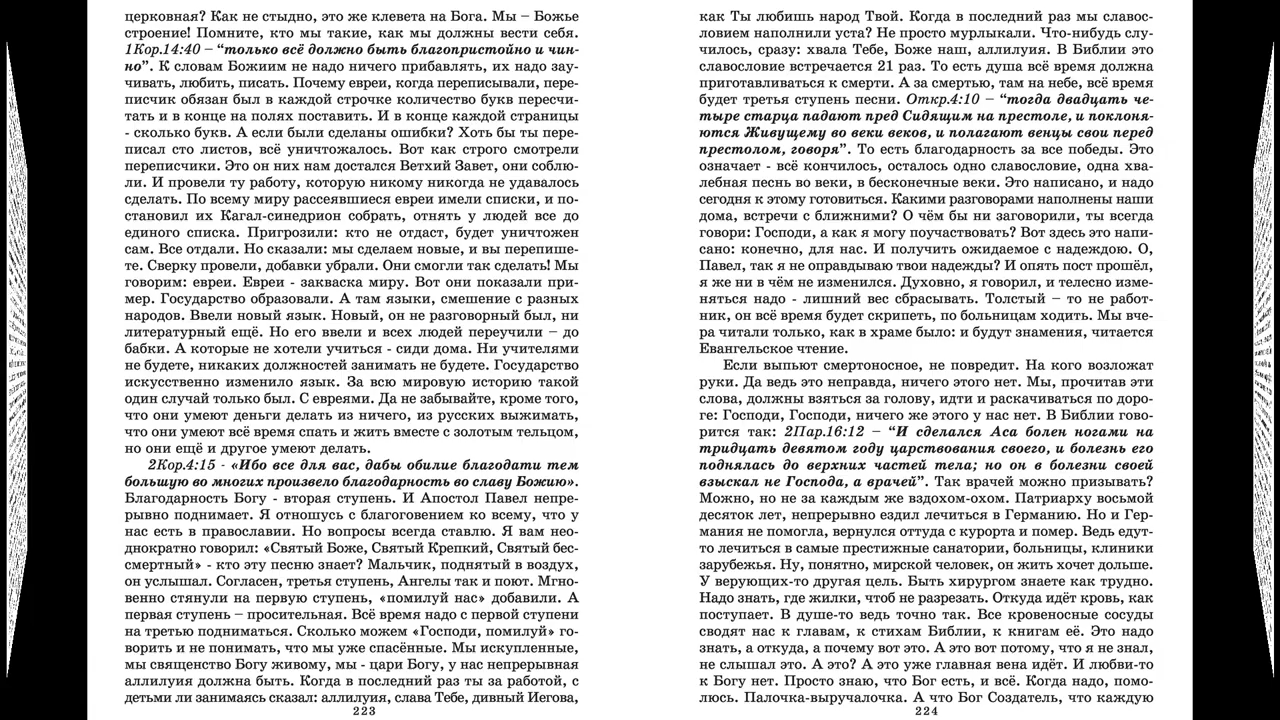 церковная? Как не стыдно, это же клевета на Бога. Мы – Божье
строение! Помните, кто мы такие, как мы должны вести себя.
1Кор.14:40 – “только всё должно быть благопристойно и чин-
но”. К словам Божиим не надо ничего прибавлять, их надо зау-
чивать, любить, писать. Почему евреи, когда переписывали, пере-
писчик обязан был в каждой строчке количество букв пересчи-
тать и в конце на полях поставить. И в конце каждой страницы
- сколько букв. А если были сделаны ошибки? Хоть бы ты пере-
писал сто листов, всё уничтожалось. Вот как строго смотрели
переписчики. Это он них нам достался Ветхий Завет, они соблю-
ли. И провели ту работу, которую никому никогда не удавалось
сделать. По всему миру рассеявшиеся евреи имели списки, и по-
становил их Кагал-синедрион собрать, отнять у людей все до
единого списка. Пригрозили: кто не отдаст, будет уничтожен
сам. Все отдали. Но сказали: мы сделаем новые, и вы перепише-
те. Сверку провели, добавки убрали. Они смогли так сделать! Мы
говорим: евреи. Евреи - закваска миру. Вот они показали при-
мер. Государство образовали. А там языки, смешение с разных
народов. Ввели новый язык. Новый, он не разговорный был, ни
литературный ещё. Но его ввели и всех людей переучили – до
бабки. А которые не хотели учиться - сиди дома. Ни учителями
не будете, никаких должностей занимать не будете. Государство
искусственно изменило язык. За всю мировую историю такой
один случай только был. С евреями. Да не забывайте, кроме того,
что они умеют деньги делать из ничего, из русских выжимать,
что они умеют всё время спать и жить вместе с золотым тельцом,
но они ещё и другое умеют делать.
2Кор.4:15 - «Ибо все для вас, дабы обилие благодати тем
большую во многих произвело благодарность во славу Божию».
Благодарность Богу - вторая ступень. И Апостол Павел непре-
рывно поднимает. Я отношусь с благоговением ко всему, что у
нас есть в православии. Но вопросы всегда ставлю. Я вам нео-
днократно говорил: «Святый Боже, Святый Крепкий, Святый бес-
смертный» - кто эту песню знает? Мальчик, поднятый в воздух,
он услышал. Согласен, третья ступень, Ангелы так и поют. Мгно-
венно стянули на первую ступень, «помилуй нас» добавили. А
первая ступень – просительная. Всё время надо с первой ступени
на третью подниматься. Сколько можем «Господи, помилуй» го-
ворить и не понимать, что мы уже спасённые. Мы искупленные,
мы священство Богу живому, мы - цари Богу, у нас непрерывная
аллилуия должна быть. Когда в последний раз ты за работой, с
детьми ли занимаясь сказал: аллилуия, слава Тебе, дивный Иегова,
223
как Ты любишь народ Твой. Когда в последний раз мы славос-
ловием наполнили уста? Не просто мурлыкали. Что-нибудь слу-
чилось, сразу: хвала Тебе, Боже наш, аллилуия. В Библии это
славословие встречается 21 раз. То есть душа всё время должна
приготавливаться к смерти. А за смертью, там на небе, всё время
будет третья ступень песни. Откр.4:10 – “тогда двадцать че-
тыре старца падают пред Сидящим на престоле, и поклоня-
ются Живущему во веки веков, и полагают венцы свои перед
престолом, говоря”. То есть благодарность за все победы. Это
означает - всё кончилось, осталось одно славословие, одна хва-
лебная песнь во веки, в бесконечные веки. Это написано, и надо
сегодня к этому готовиться. Какими разговорами наполнены наши
дома, встречи с ближними? О чём бы ни заговорили, ты всегда
говори: Господи, а как я могу поучаствовать? Вот здесь это напи-
сано: конечно, для нас. И получить ожидаемое с надеждою. О,
Павел, так я не оправдываю твои надежды? И опять пост прошёл,
я же ни в чём не изменился. Духовно, я говорил, и телесно изме-
няться надо - лишний вес сбрасывать. Толстый – то не работ-
ник, он всё время будет скрипеть, по больницам ходить. Мы вче-
ра читали только, как в храме было: и будут знамения, читается
Евангельское чтение.
Если выпьют смертоносное, не повредит. На кого возложат
руки. Да ведь это неправда, ничего этого нет. Мы, прочитав эти
слова, должны взяться за голову, идти и раскачиваться по доро-
ге: Господи, Господи, ничего же этого у нас нет. В Библии гово-
рится так: 2Пар.16:12 – “И сделался Аса болен ногами на
тридцать девятом году царствования своего, и болезнь его
поднялась до верхних частей тела; но он в болезни своей
взыскал не Господа, а врачей”. Так врачей можно призывать?
Можно, но не за каждым же вздохом-охом. Патриарху восьмой
десяток лет, непрерывно ездил лечиться в Германию. Но и Гер-
мания не помогла, вернулся оттуда с курорта и помер. Ведь едут-
то лечиться в самые престижные санатории, больницы, клиники
зарубежья. Ну, понятно, мирской человек, он жить хочет дольше.
У верующих-то другая цель. Быть хирургом знаете как трудно.
Надо знать, где жилки, чтоб не разрезать. Откуда идёт кровь, как
поступает. В душе-то ведь точно так. Все кровеносные сосуды
сводят нас к главам, к стихам Библии, к книгам её. Это надо
знать, а откуда, а почему вот это. А это вот потому, что я не знал,
не слышал это. А это? А это уже главная вена идёт. И любви-то
к Богу нет. Просто знаю, что Бог есть, и всё. Когда надо, помо-
люсь. Палочка-выручалочка. А что Бог Создатель, что каждую
224